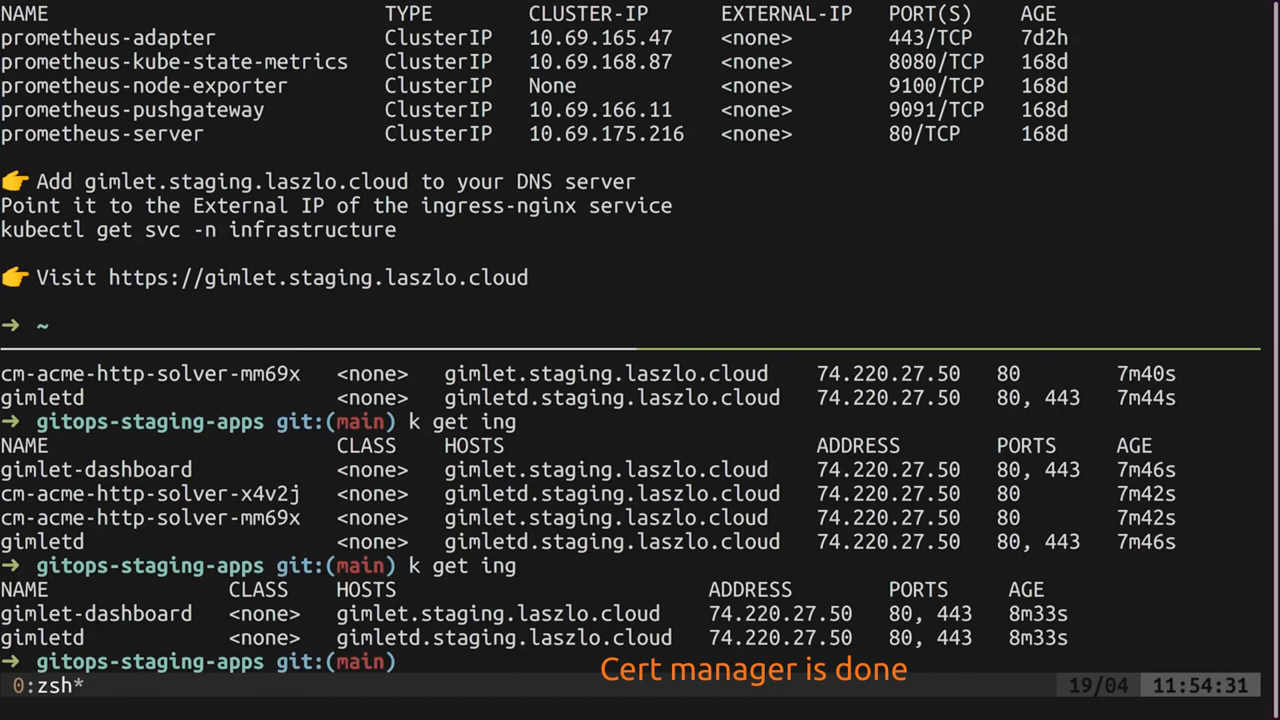 NAME TYPE CLUSTER-IP EXTERNAL-IP PORT(S) AGE
prometheus-adapter ClusterIP 10.69.165.47 <none> 443/TCP 7d2h
prometheus-kube-state-metrics ClusterIP 10.69.168.87 <none> 8080/TCP 168d
prometheus-node-exporter ClusterIP None <none> 9100/TCP 168d
prometheus-pushgateway ClusterIP 10.69.166.11 <none> 9091/TCP 168d
prometheus-server ClusterIP 10.69.175.216 <none> 80/TCP 168d
👉 Add gimlet.staging.laszlo.cloud to your DNS server
Point it to the External IP of the ingress-nginx service
kubectl get svc -n infrastructure
👉 Visit https://gimlet.staging.laszlo.cloud
➜ ~
cm-acme-http-solver-mm69x <none> gimlet.staging.laszlo.cloud 74.220.27.50 80 7m40s
gimletd <none> gimletd.staging.laszlo.cloud 74.220.27.50 80, 443 7m44s
➜ gitops-staging-apps git:(main) k get ing
NAME CLASS HOSTS ADDRESS PORTS AGE
gimlet-dashboard <none> gimlet.staging.laszlo.cloud 74.220.27.50 80, 443 7m46s
cm-acme-http-solver-x4v2j <none> gimletd.staging.laszlo.cloud 74.220.27.50 80 7m42s
cm-acme-http-solver-mm69x <none> gimlet.staging.laszlo.cloud 74.220.27.50 80 7m42s
gimletd <none> gimletd.staging.laszlo.cloud 74.220.27.50 80, 443 7m46s
➜ gitops-staging-apps git:(main) k get ing
NAME CLASS HOSTS ADDRESS PORTS AGE
gimlet-dashboard <none> gimlet.staging.laszlo.cloud 74.220.27.50 80, 443 8m33s
gimletd <none> gimletd.staging.laszlo.cloud 74.220.27.50 80, 443 8m33s
➜ gitops-staging-apps git:(main)
Cert manager is done
0:zsh* 19/04 11:54:31